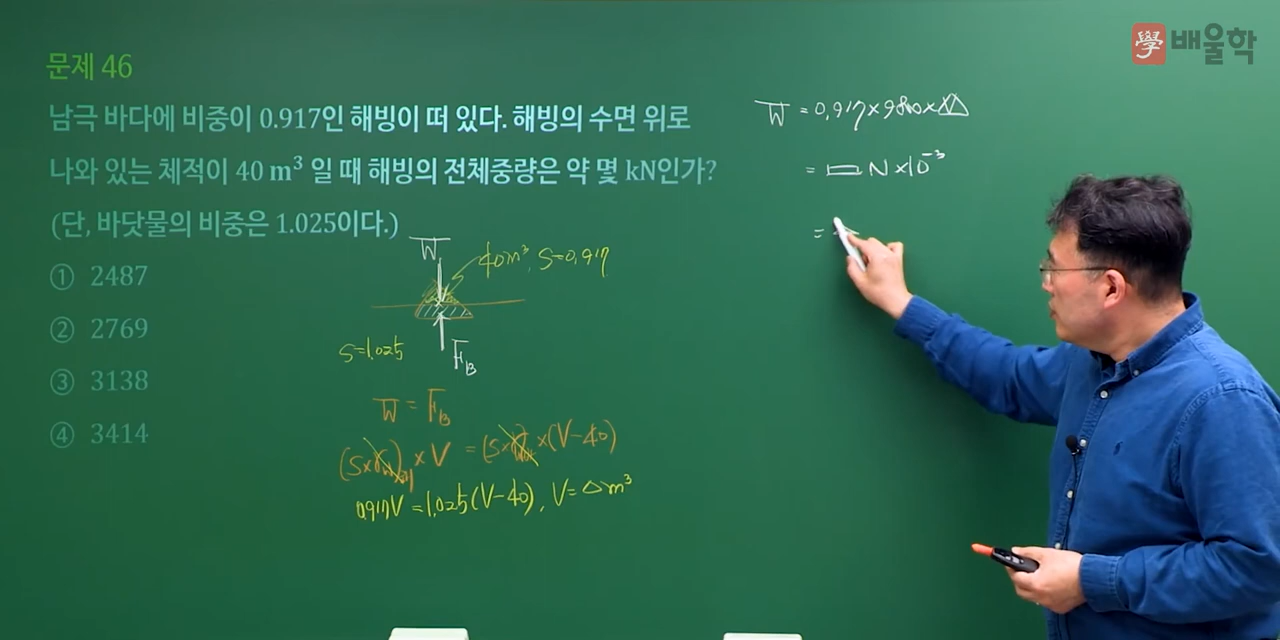 學 배울학
문제 46
남극 바다에 비중이 0.917인 해빙이 떠 있다. 해빙의 수면 위로
나와 있는 체적이 40 m³ 일 때 해빙의 전체중량은 약 몇 kN인가?
(단, 바닷물의 비중은 1.025이다.)
① 2487
② 2769
③ 3138
④ 3414
W
40m³, S=0.917
S=1.025
F_B
W = F_B
× V = × (V-40)
0.917V = 1.025(V-40), V = △m³
W = 0.917×9800×△
= ▭ N ×10⁻³
=